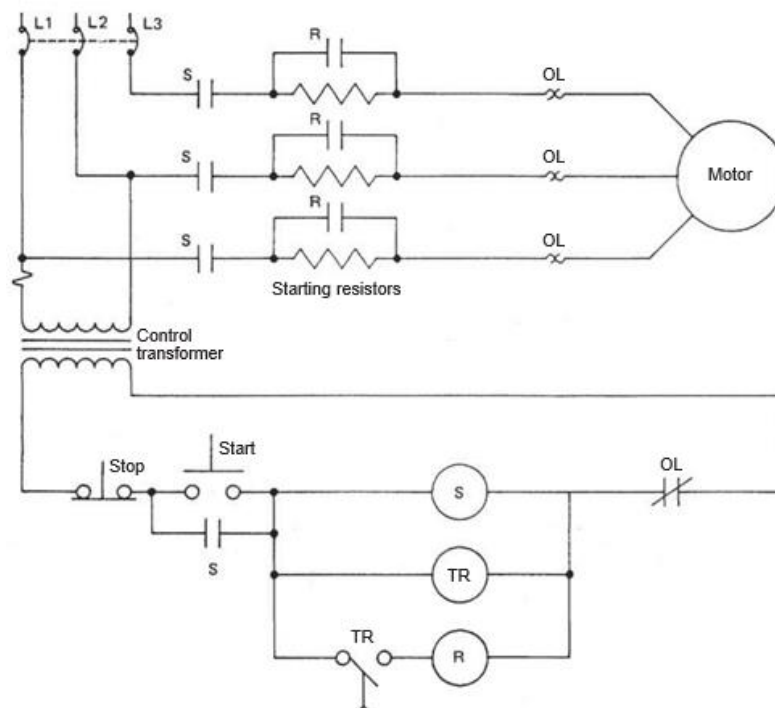 L1 L2 L3
R
S OL
R
S OL
Motor
R
S OL
Starting resistors
Control
transformer
Start
Stop OL
S
S
TR
TR
R